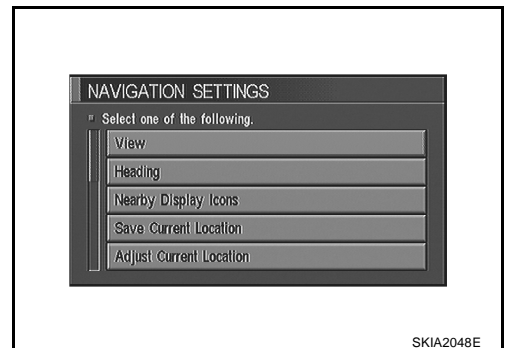 NAVIGATION SETTINGS
Select one of the following.
View
Heading
Nearby Display Icons
Save Current Location
Adjust Current Location
SKIA2048E